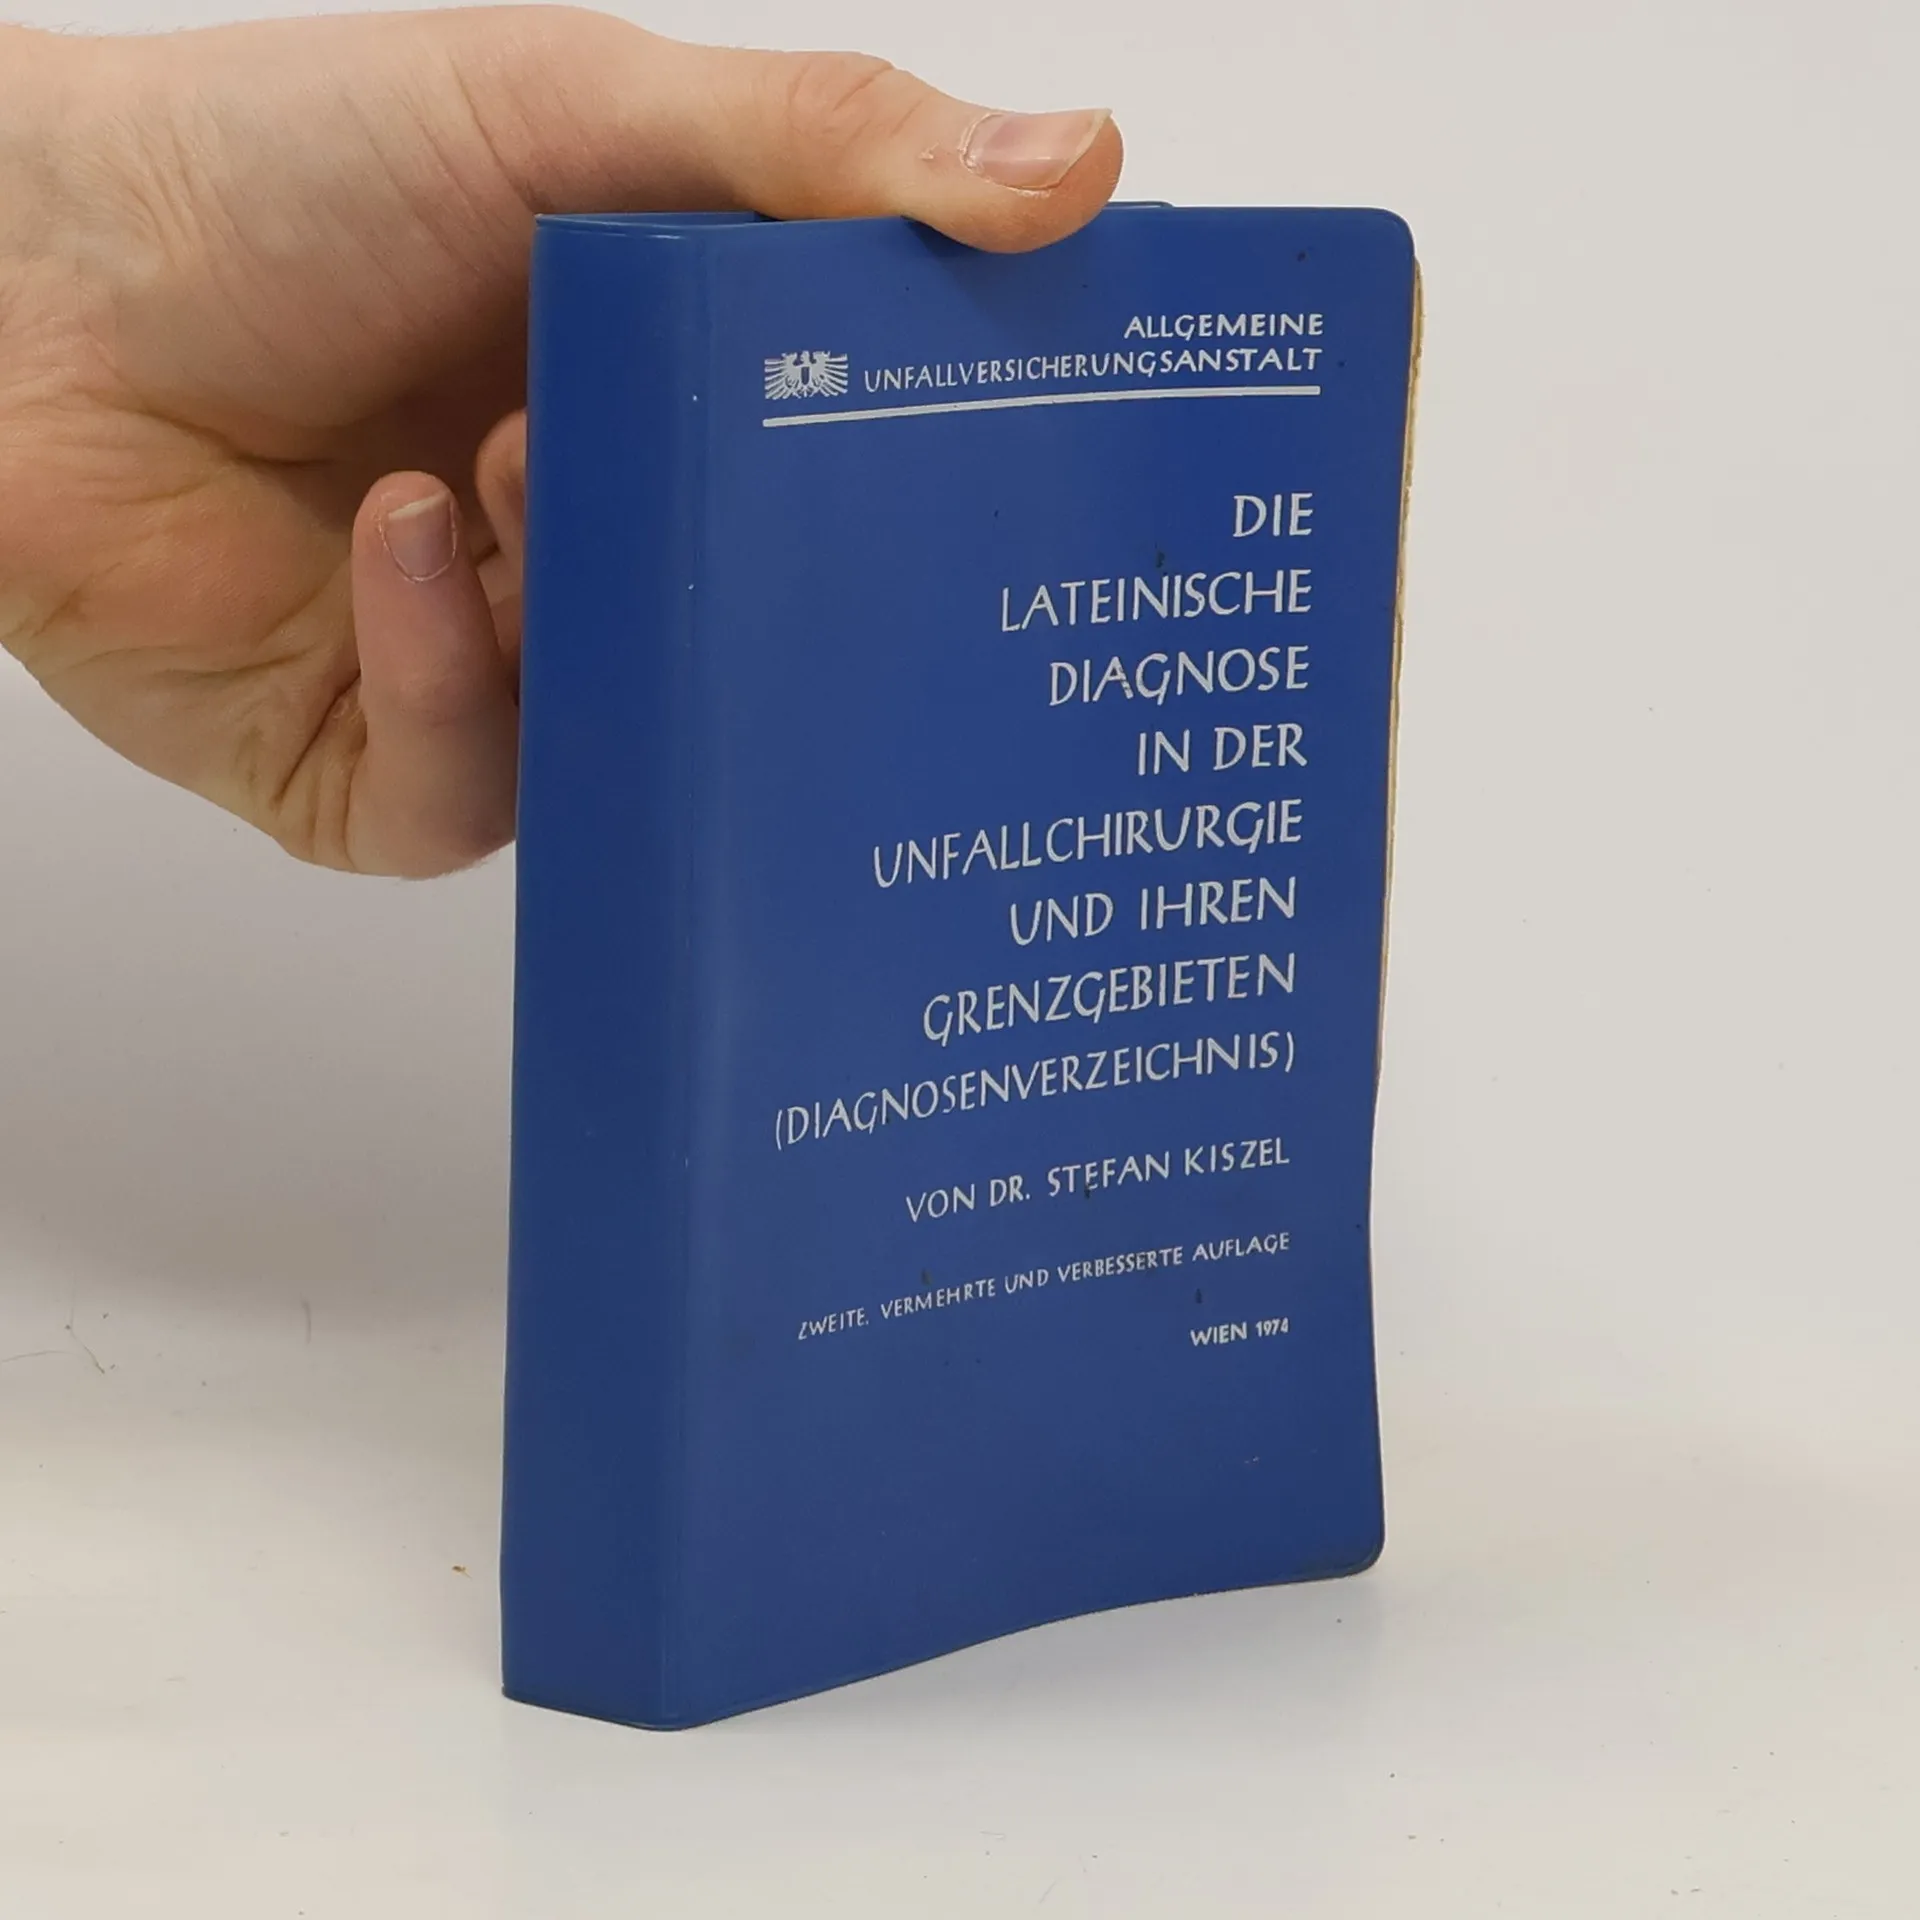 ALLGEMEINE
UNFALLVERSICHERUNGSANSTALT
DIE
LATEINISCHE
DIAGNOSE
IN DER
UNFALLCHIRURGIE
UND IHREN
GRENZGEBIETEN
(DIAGNOSENVERZEICHNIS)
VON DR. STEFAN KISZEL
ZWEITE, VERMEHRTE UND VERBESSERTE AUFLAGE
WIEN 1974